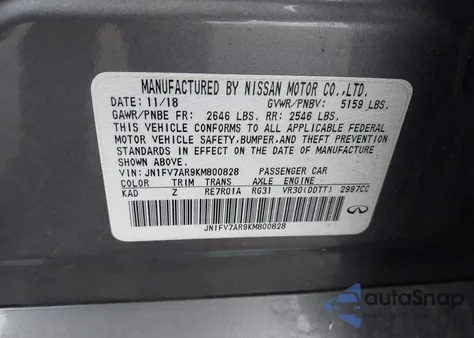 MANUFACTURED BY NISSAN MOTOR CO.,LTD.
DATE: 11/18 GVWR/PNBV: 5159 LBS.
GAWR/PNBE FR: 2646 LBS. RR: 2546 LBS.
THIS VEHICLE CONFORMS TO ALL APPLICABLE FEDERAL
MOTOR VEHICLE SAFETY, BUMPER, AND THEFT PREVENTION
STANDARDS IN EFFECT ON THE DATE OF MANUFACTURE
SHOWN ABOVE.
VIN: JN1FV7AR9KM800828 PASSENGER CAR
COLOR TRIM TRANS AXLE ENGINE
KAD Z RE7R01A RG31 VR30(DDTT) 2997CC
JN1FV7AR9KM800828
autoSnap